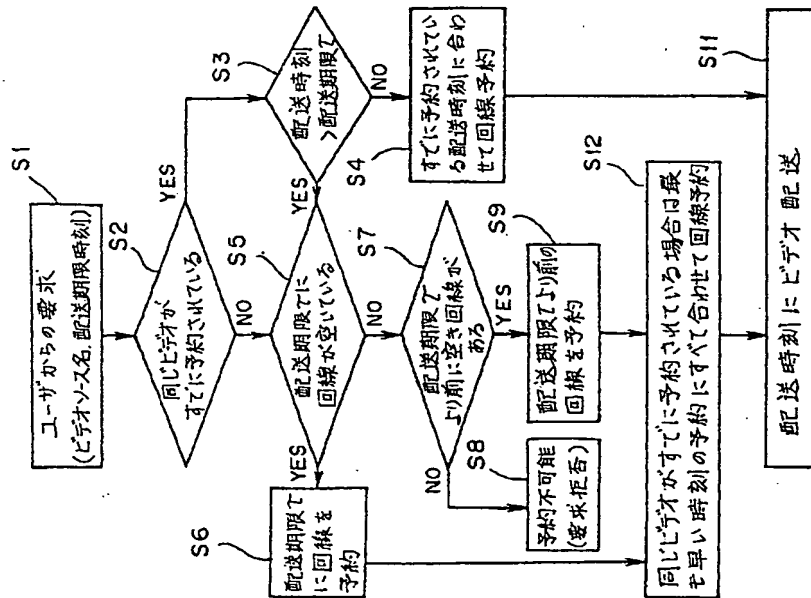 S1
ユーザからの要求
(ビデオソース名,配送期限時刻)
S2
同じビデオが
すでに予約されている
YES
NO
S3
配送時刻
>配送期限τ
YES
NO
S4
すでに予約されてい
る配送時刻に合わ
せて回線予約
S5
配送期限τに
回線が空いている
YES
NO
S6
配送期限τ
に回線を
予約
S7
配送期限τ
より前に空き回線が
ある
NO
YES
S8
予約不可能
(要求拒否)
S9
配送期限τより前の
回線を予約
S12
同じビデオがすでに予約されている場合は最
も早い時刻の予約にすべて合わせて回線予約
S11
配送時刻にビデオ配送